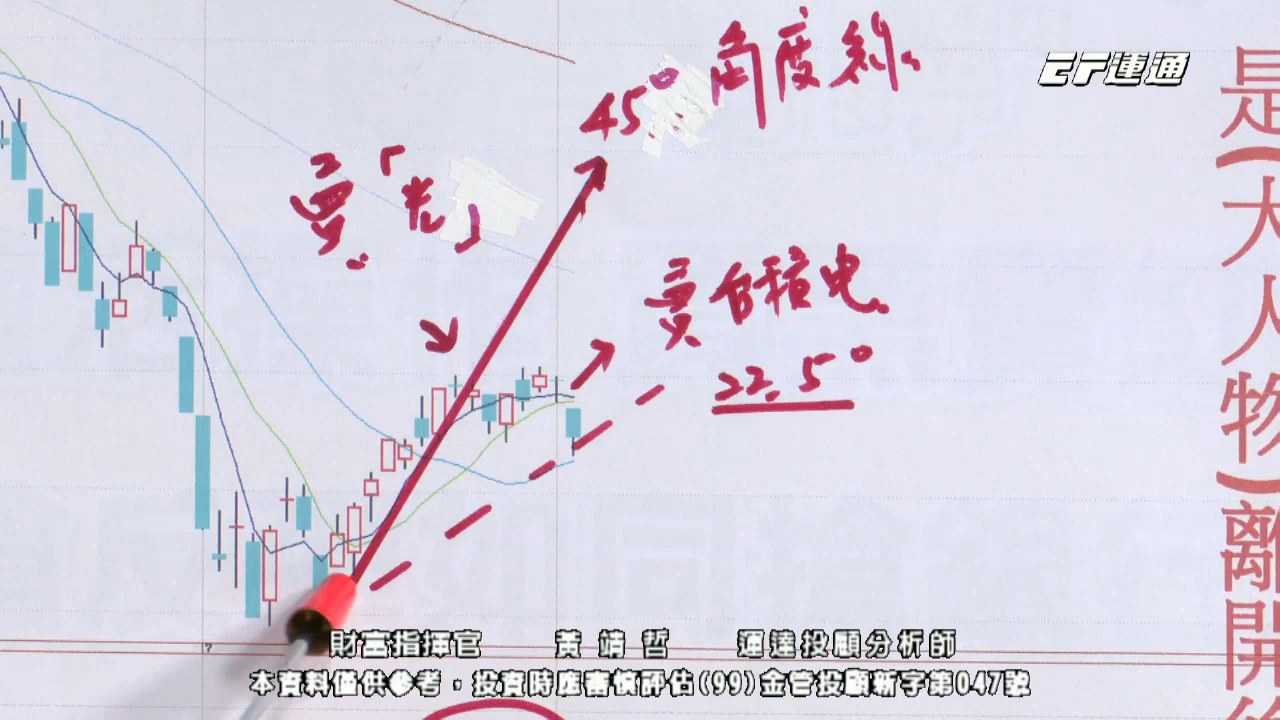 45° 角度線。
EF運通
賣「光」
賣台積電。
22.5°
是(大人物)離開
7
財富指揮官 黃靖哲 運達投顧分析師
本資料僅供參考,投資時應審慎評估(99)金管投顧新字第047號